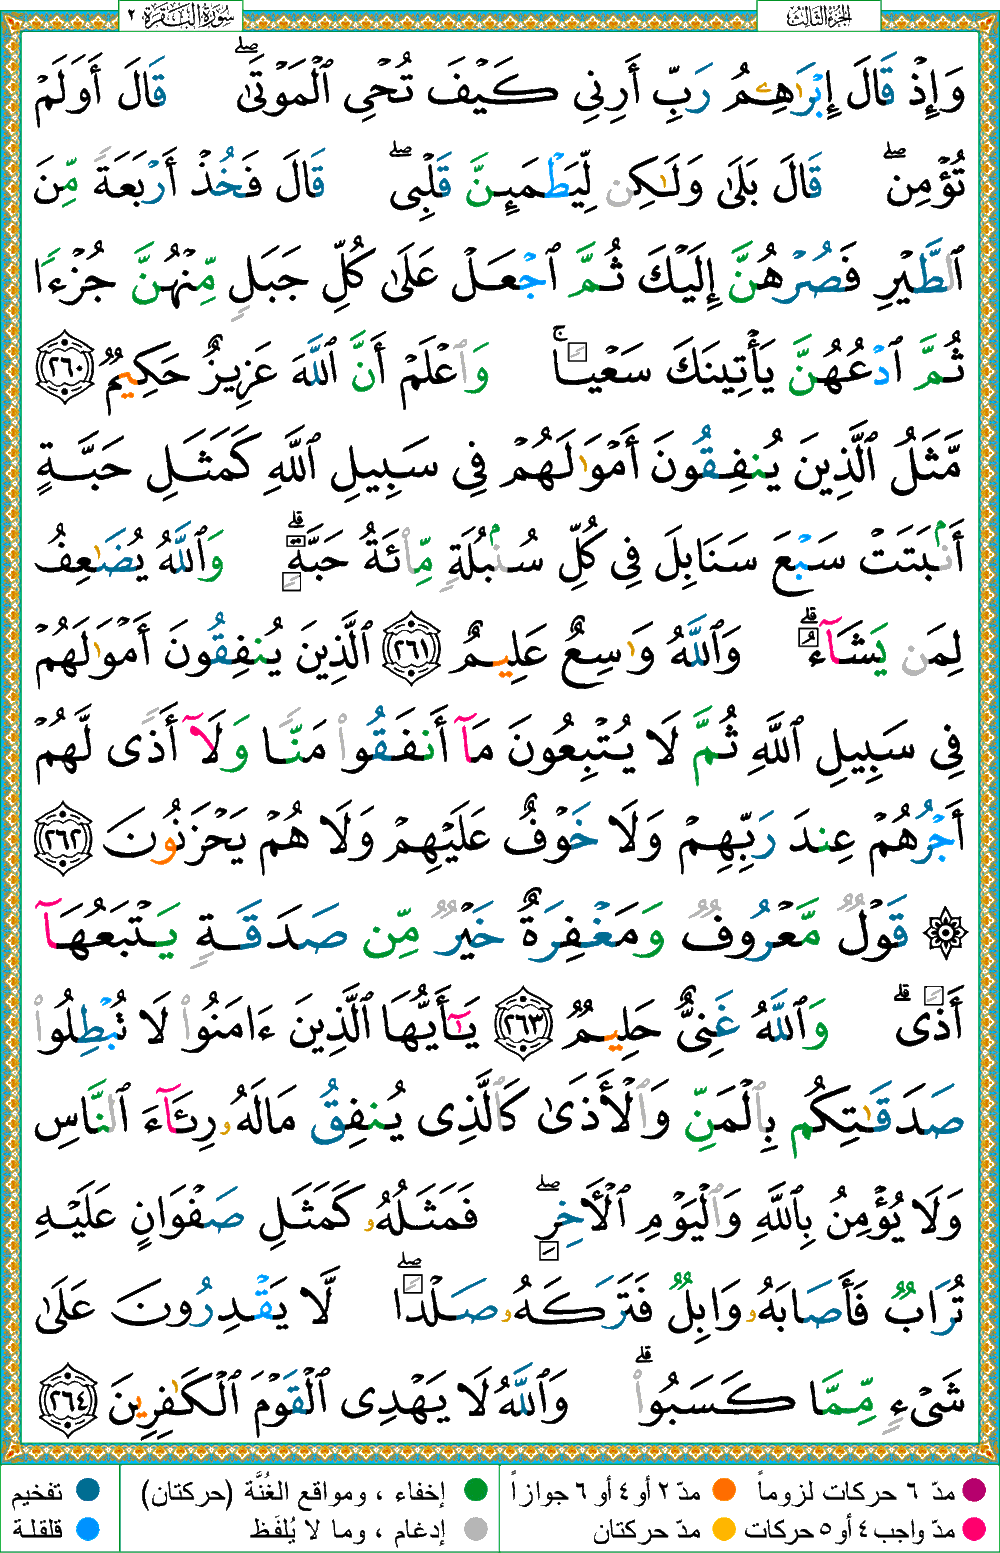 الجزء الثالث
سورة البقرة ٢
وَإِذْ قَالَ إِبْرَٰهِـۧمُ رَبِّ أَرِنِى كَيْفَ تُحْىِ ٱلْمَوْتَىٰ ۖ قَالَ أَوَلَمْ
تُؤْمِن ۖ قَالَ بَلَىٰ وَلَـٰكِن لِّيَطْمَئِنَّ قَلْبِى ۖ قَالَ فَخُذْ أَرْبَعَةً مِّنَ
ٱلطَّيْرِ فَصُرْهُنَّ إِلَيْكَ ثُمَّ ٱجْعَلْ عَلَىٰ كُلِّ جَبَلٍ مِّنْهُنَّ جُزْءًا
ثُمَّ ٱدْعُهُنَّ يَأْتِينَكَ سَعْيًا ۚ وَٱعْلَمْ أَنَّ ٱللَّهَ عَزِيزٌ حَكِيمٌ ٢٦٠
مَّثَلُ ٱلَّذِينَ يُنفِقُونَ أَمْوَٰلَهُمْ فِى سَبِيلِ ٱللَّهِ كَمَثَلِ حَبَّةٍ
أَنۢبَتَتْ سَبْعَ سَنَابِلَ فِى كُلِّ سُنۢبُلَةٍ مِّا۟ئَةُ حَبَّةٍ ۗ وَٱللَّهُ يُضَـٰعِفُ
لِمَن يَشَآءُ ۗ وَٱللَّهُ وَٰسِعٌ عَلِيمٌ ٢٦١ ٱلَّذِينَ يُنفِقُونَ أَمْوَٰلَهُمْ
فِى سَبِيلِ ٱللَّهِ ثُمَّ لَا يُتْبِعُونَ مَآ أَنفَقُوا۟ مَنًّا وَلَآ أَذًى لَّهُمْ
أَجْرُهُمْ عِندَ رَبِّهِمْ وَلَا خَوْفٌ عَلَيْهِمْ وَلَا هُمْ يَحْزَنُونَ ٢٦٢
۞ قَوْلٌ مَّعْرُوفٌ وَمَغْفِرَةٌ خَيْرٌ مِّن صَدَقَةٍ يَتْبَعُهَآ
أَذًى ۗ وَٱللَّهُ غَنِىٌّ حَلِيمٌ ٢٦٣ يَـٰٓأَيُّهَا ٱلَّذِينَ ءَامَنُوا۟ لَا تُبْطِلُوا۟
صَدَقَـٰتِكُم بِٱلْمَنِّ وَٱلْأَذَىٰ كَٱلَّذِى يُنفِقُ مَالَهُۥ رِئَآءَ ٱلنَّاسِ
وَلَا يُؤْمِنُ بِٱللَّهِ وَٱلْيَوْمِ ٱلْـَٔاخِرِ ۖ فَمَثَلُهُۥ كَمَثَلِ صَفْوَانٍ عَلَيْهِ
تُرَابٌ فَأَصَابَهُۥ وَابِلٌ فَتَرَكَهُۥ صَلْدًا ۖ لَّا يَقْدِرُونَ عَلَىٰ
شَىْءٍ مِّمَّا كَسَبُوا۟ ۗ وَٱللَّهُ لَا يَهْدِى ٱلْقَوْمَ ٱلْكَـٰفِرِينَ ٢٦٤
مدّ ٦ حركات لزوماً
مدّ ٢ أو ٤ أو ٦ جوازاً
إخفاء ، ومواقع الغُنَّة (حركتان)
تفخيم
مدّ واجب ٤ أو ٥ حركات
مدّ حركتان
إدغام ، وما لا يُلفَظ
قلقلة